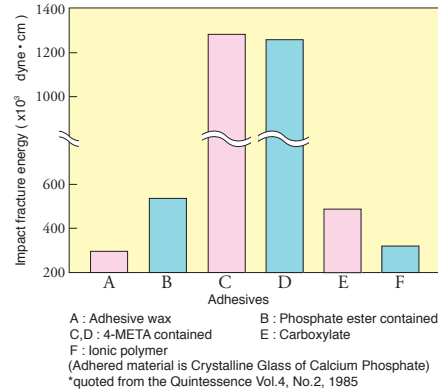 Impact fracture energy ( x10³ dyne・cm )
1400
1200
1000
600
400
200
A B C D E F
Adhesives
A : Adhesive wax B : Phosphate ester contained
C,D : 4-META contained E : Carboxylate
F : Ionic polymer
(Adhered material is Crystalline Glass of Calcium Phosphate)
*quoted from the Quintessence Vol.4, No.2, 1985